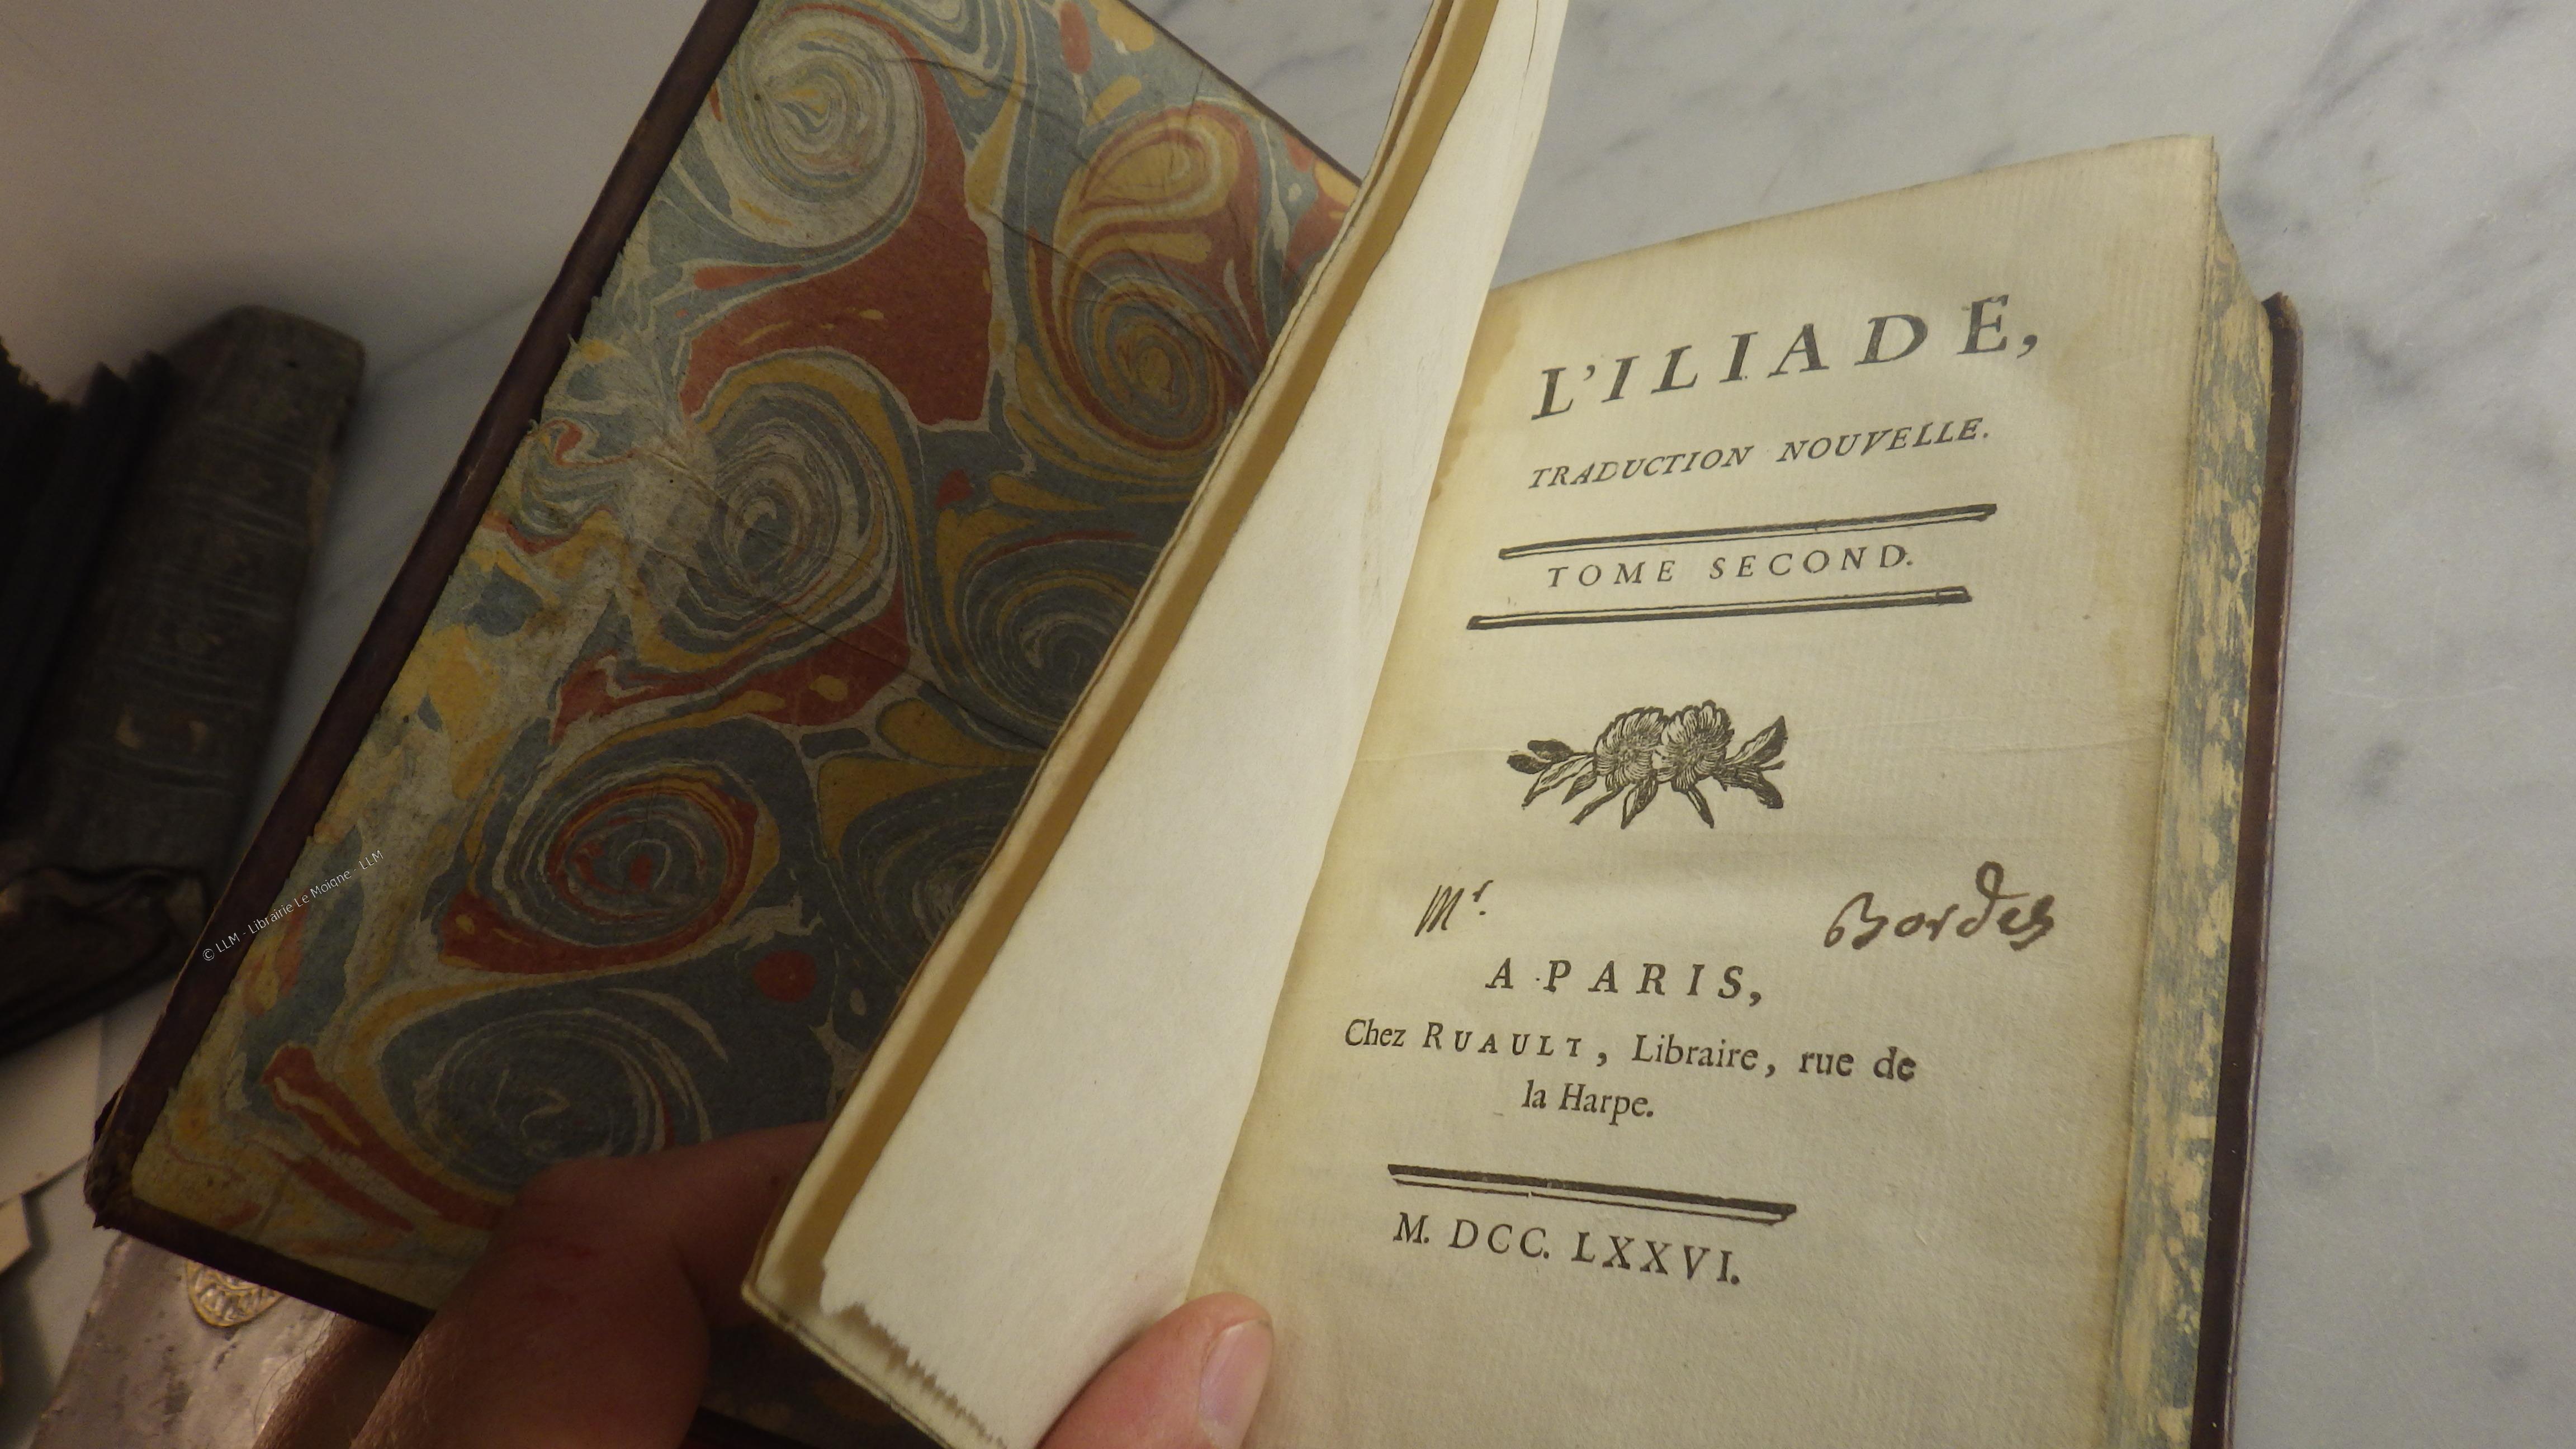 L'ILIADE,
TRADUCTION NOUVELLE.
TOME SECOND.
Mr. Bordes
A PARIS,
Chez RUAULT, Libraire, rue de
la Harpe.
M. DCC. LXXVI.
© LLM - Librairie Le Moigne - LLM